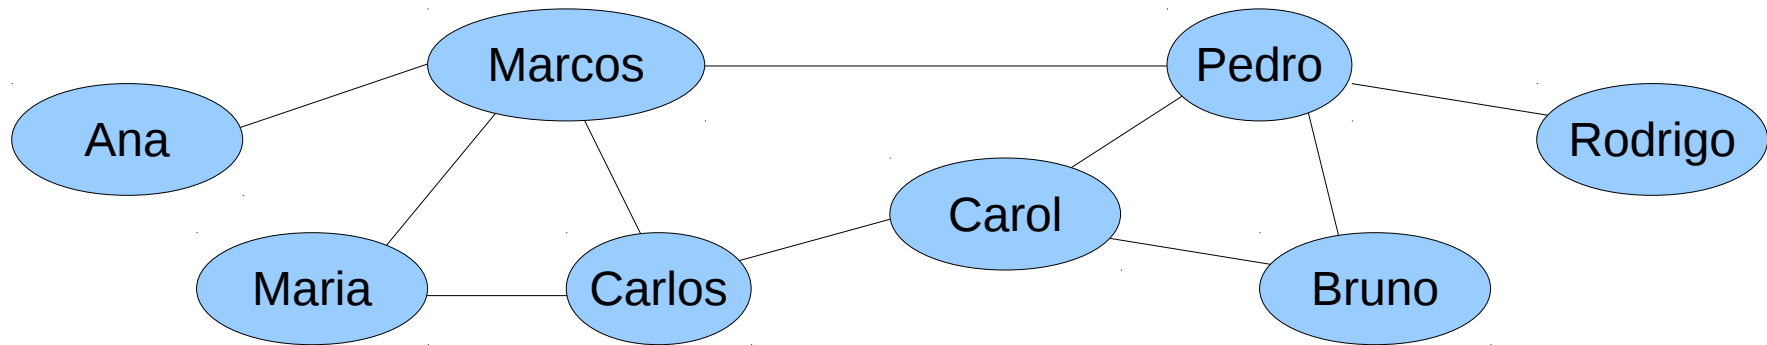 Marcos
Pedro
Ana
Rodrigo
Carol
Maria
Carlos
Bruno